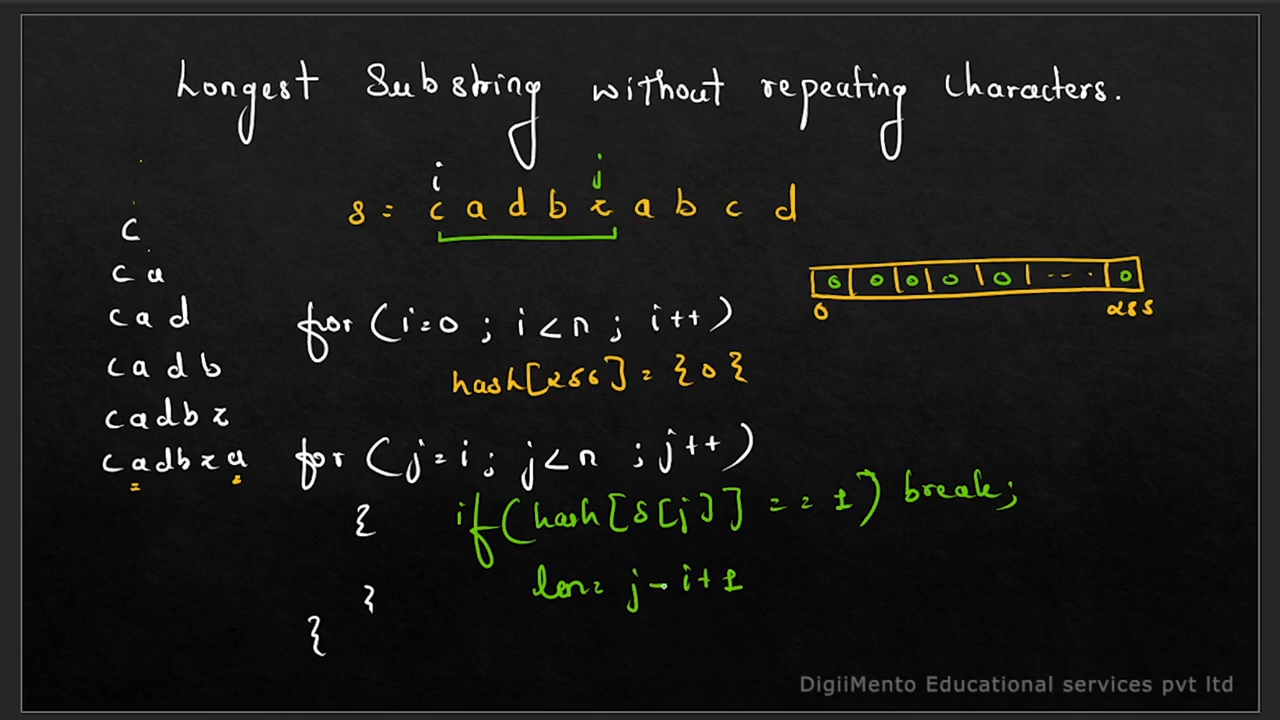 Longest Substring without repeating characters.
i j
s = c a d b z a b c d
c
c a
c a d
c a d b
c a d b z
c a d b z a
0 0 0 0 0 --- 0
0 255
for (i=0 ; i<n ; i++)
hash[256] = {0}
for (j=i ; j<n ; j++)
{
if(hash[s[j]] == 1) break;
len= j-i+1
}
{
DigiiMento Educational services pvt ltd